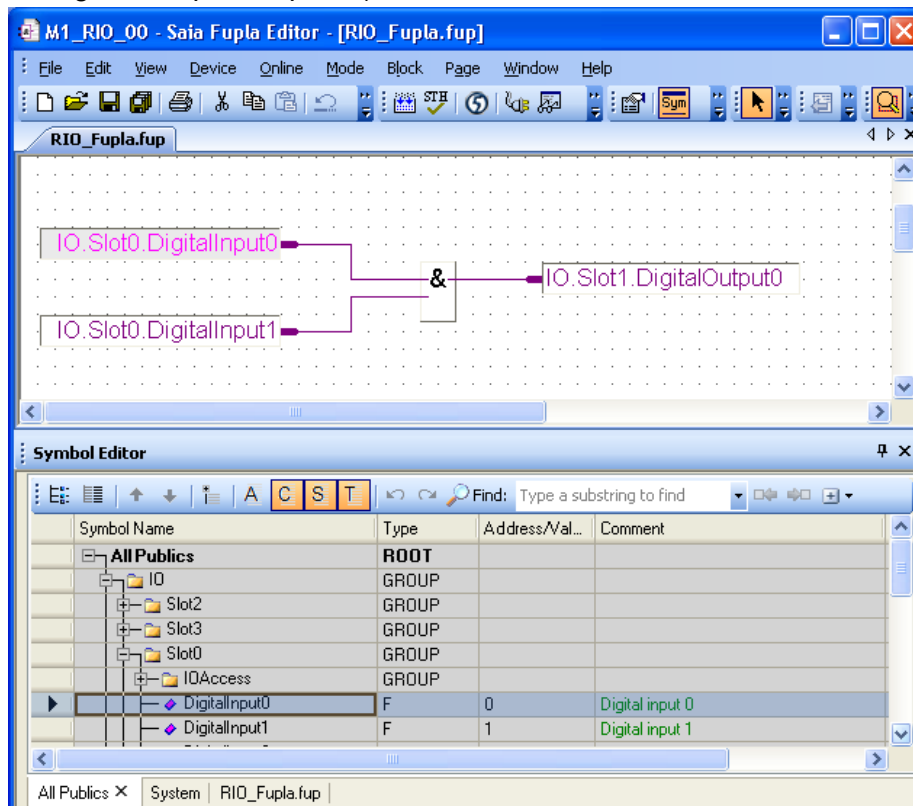 M1_RIO_00 - Saia Fupla Editor - [RIO_Fupla.fup]
File Edit View Device Online Mode Block Page Window Help
STH Sym
RIO_Fupla.fup
IO.Slot0.DigitalInput0
& IO.Slot1.DigitalOutput0
IO.Slot0.DigitalInput1
Symbol Editor
A C S T Find: Type a substring to find
Symbol Name Type Address/Val... Comment
All Publics ROOT
IO GROUP
Slot2 GROUP
Slot3 GROUP
Slot0 GROUP
IOAccess GROUP
DigitalInput0 F 0 Digital input 0
DigitalInput1 F 1 Digital input 1
All Publics System RIO_Fupla.fup